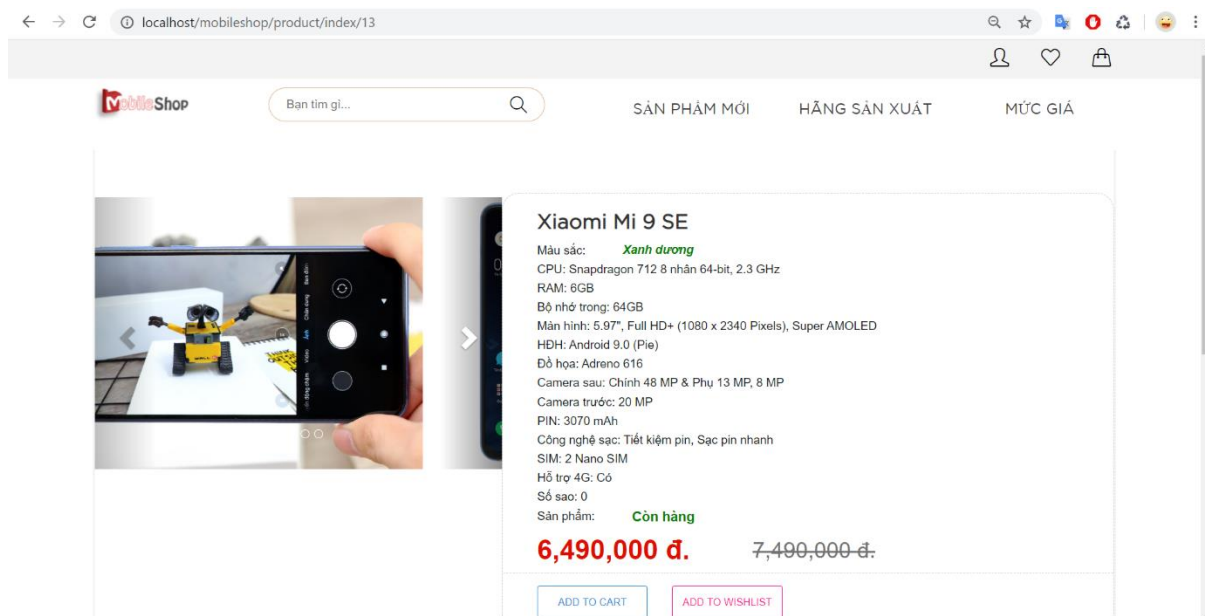 localhost/mobileshop/product/index/13
MobileShop
Bạn tìm gì...
SẢN PHẨM MỚI
HÃNG SẢN XUẤT
MỨC GIÁ
Xiaomi Mi 9 SE
Màu sắc: Xanh dương
CPU: Snapdragon 712 8 nhân 64-bit, 2.3 GHz
RAM: 6GB
Bộ nhớ trong: 64GB
Màn hình: 5.97", Full HD+ (1080 x 2340 Pixels), Super AMOLED
HĐH: Android 9.0 (Pie)
Đồ họa: Adreno 616
Camera sau: Chính 48 MP & Phụ 13 MP, 8 MP
Camera trước: 20 MP
PIN: 3070 mAh
Công nghệ sạc: Tiết kiệm pin, Sạc pin nhanh
SIM: 2 Nano SIM
Hỗ trợ 4G: Có
Số sao: 0
Sản phẩm: Còn hàng
6,490,000 đ. 7,490,000 đ.
ADD TO CART
ADD TO WISHLIST